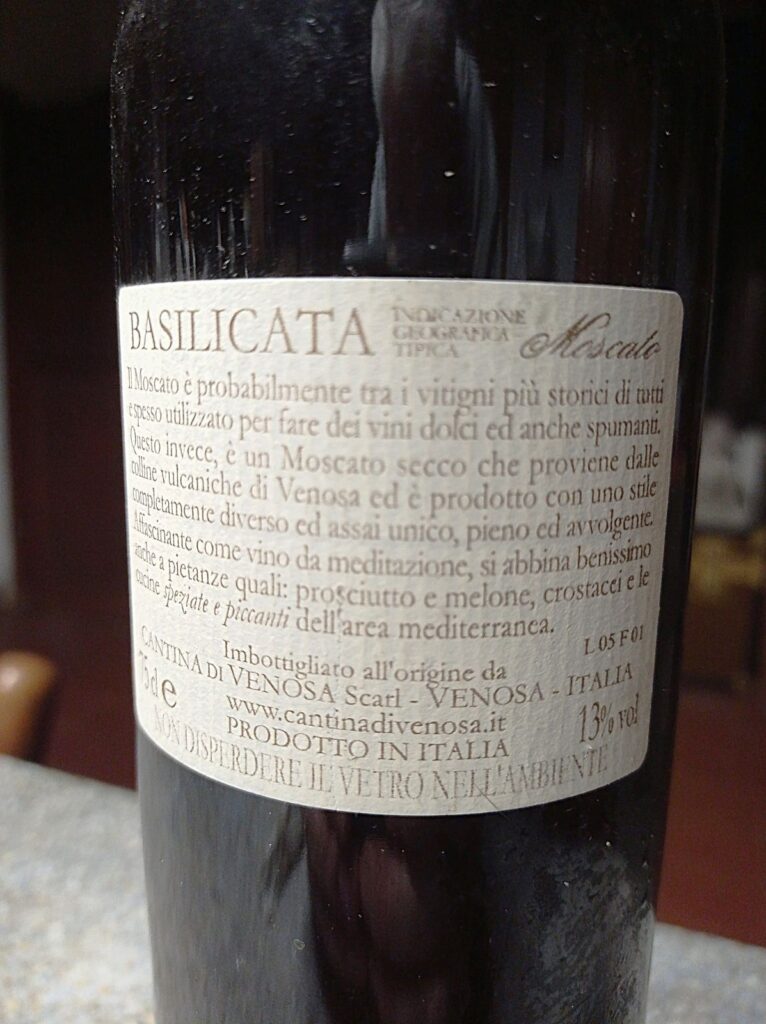 BASILICATA INDICAZIONE GEOGRAFICA TIPICA Moscato
Il Moscato è probabilmente tra i vitigni più storici di tutti
e spesso utilizzato per fare dei vini dolci ed anche spumanti.
Questo invece, è un Moscato secco che proviene dalle
colline vulcaniche di Venosa ed è prodotto con uno stile
completamente diverso ed assai unico, pieno ed avvolgente.
Affascinante come vino da meditazione, si abbina benissimo
anche a pietanze quali: prosciutto e melone, crostacei e le
cucine speziate e piccanti dell'area mediterranea.
L 05 F 01
Imbottigliato all'origine da
CANTINA DI VENOSA Scarl - VENOSA - ITALIA
75 cl e www.cantinadivenosa.it 13% vol
PRODOTTO IN ITALIA
NON DISPERDERE IL VETRO NELL'AMBIENTE